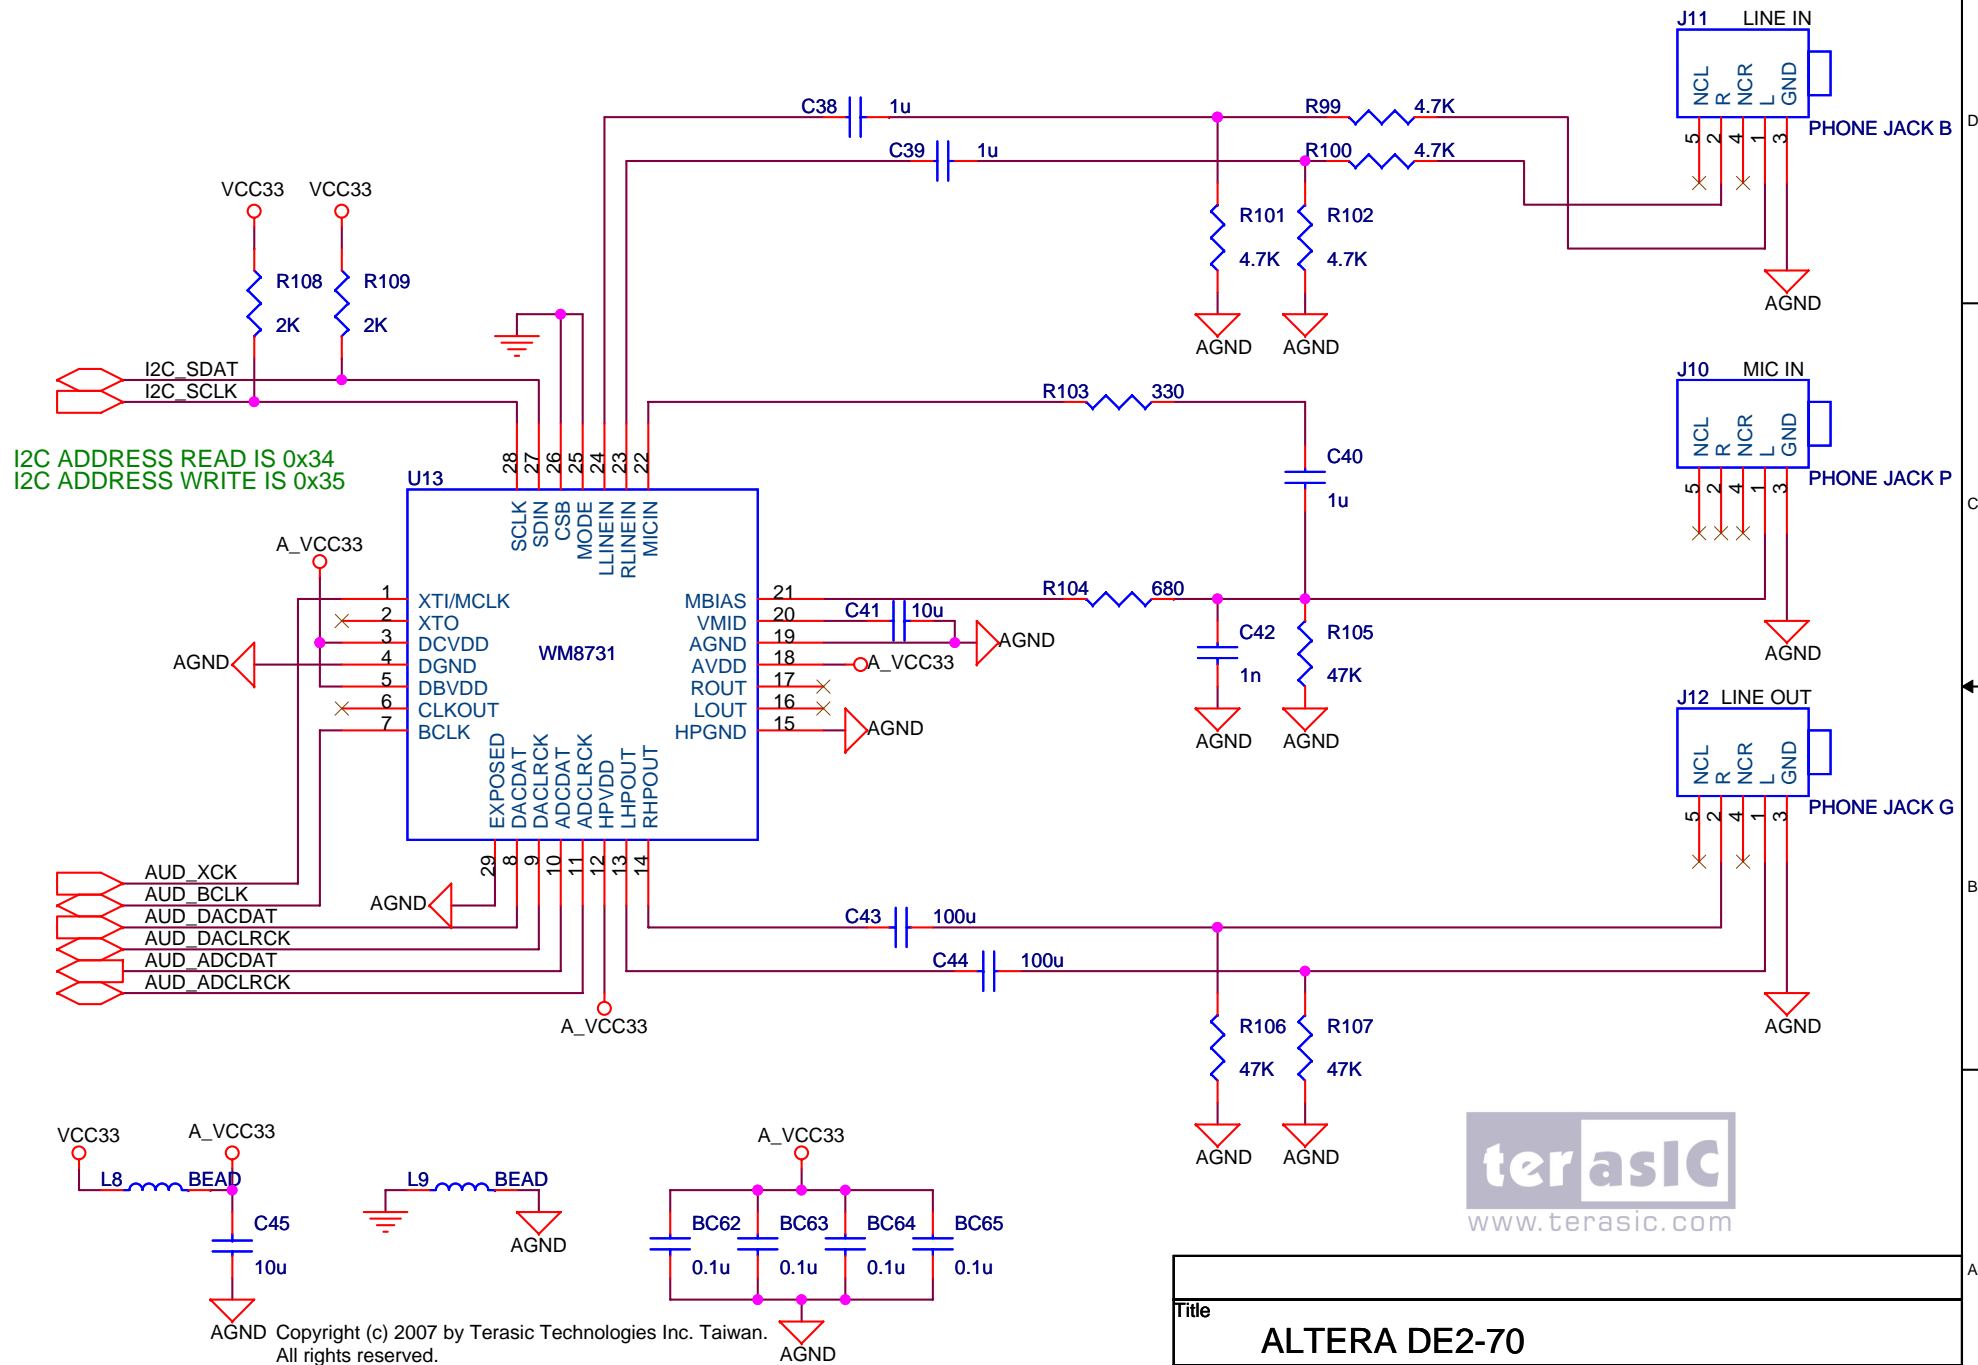 J11 LINE IN
NCL
R
NCR
L
GND
5
2
4
1
3
PHONE JACK B
D
C38 1u
R99 4.7K
C39 1u
R100 4.7K
R101
4.7K
R102
4.7K
AGND
AGND
AGND
VCC33 VCC33
R108
2K
R109
2K
I2C_SDAT
I2C_SCLK
I2C ADDRESS READ IS 0x34
I2C ADDRESS WRITE IS 0x35
J10 MIC IN
NCL
R
NCR
L
GND
5
2
4
1
3
PHONE JACK P
C
R103 330
C40
1u
U13
28
27
26
25
24
23
22
SCLK
SDIN
CSB
MODE
LLINEIN
RLINEIN
MICIN
A_VCC33
1 XTI/MCLK
2 XTO
3 DCVDD
4 DGND
5 DBVDD
6 CLKOUT
7 BCLK
AGND
WM8731
MBIAS 21
VMID 20
AGND 19
AVDD 18
ROUT 17
LOUT 16
HPGND 15
C41 10u
AGND
A_VCC33
AGND
R104 680
C42
1n
R105
47K
AGND
AGND
AGND
EXPOSED
DACDAT
DACLRCK
ADCDAT
ADCLRCK
HPVDD
LHPOUT
RHPOUT
29
8
9
10
11
12
13
14
AGND
J12 LINE OUT
NCL
R
NCR
L
GND
5
2
4
1
3
PHONE JACK G
B
AUD_XCK
AUD_BCLK
AUD_DACDAT
AUD_DACLRCK
AUD_ADCDAT
AUD_ADCLRCK
A_VCC33
C43 100u
C44 100u
R106
47K
R107
47K
AGND
AGND
AGND
VCC33
A_VCC33
L8 BEAD
C45
10u
AGND
L9 BEAD
AGND
A_VCC33
BC62
0.1u
BC63
0.1u
BC64
0.1u
BC65
0.1u
AGND
terasIC
www.terasic.com
A
Copyright (c) 2007 by Terasic Technologies Inc. Taiwan.
All rights reserved.
Title
ALTERA DE2-70